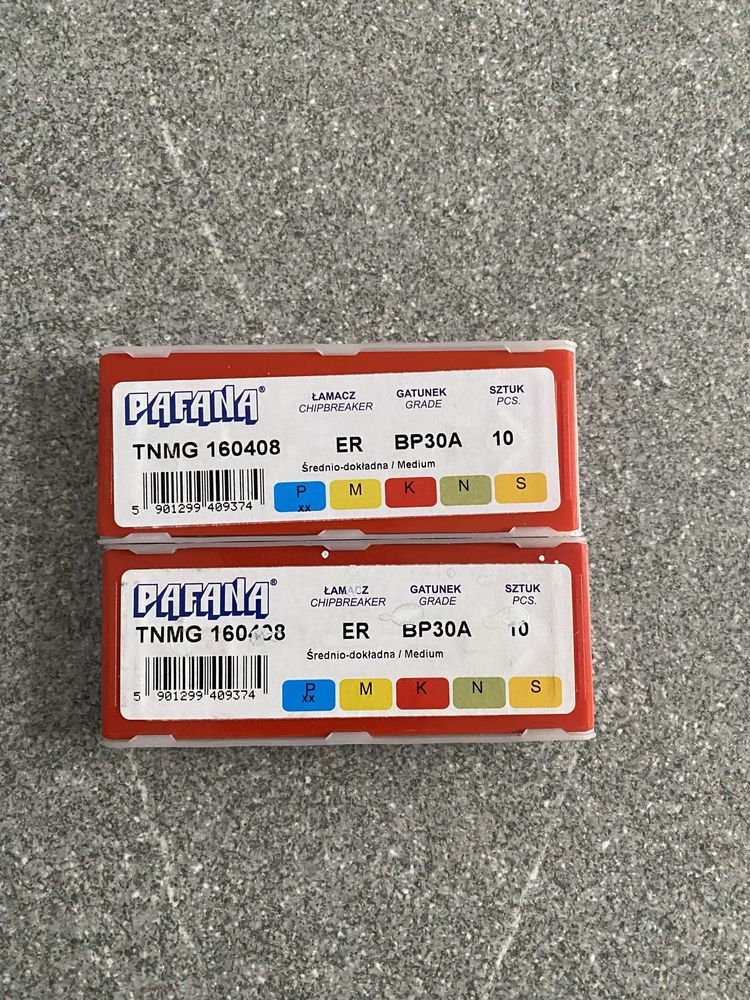 PAFANA®
ŁAMACZ GATUNEK SZTUK
CHIPBREAKER GRADE PCS.
TNMG 160408 ER BP30A 10
Średnio-dokładna / Medium
P M K N S
xx
5 901299 409374
PAFANA®
ŁAMACZ GATUNEK SZTUK
CHIPBREAKER GRADE PCS.
TNMG 160408 ER BP30A 10
Średnio-dokładna / Medium
P M K N S
xx
5 901299 409374